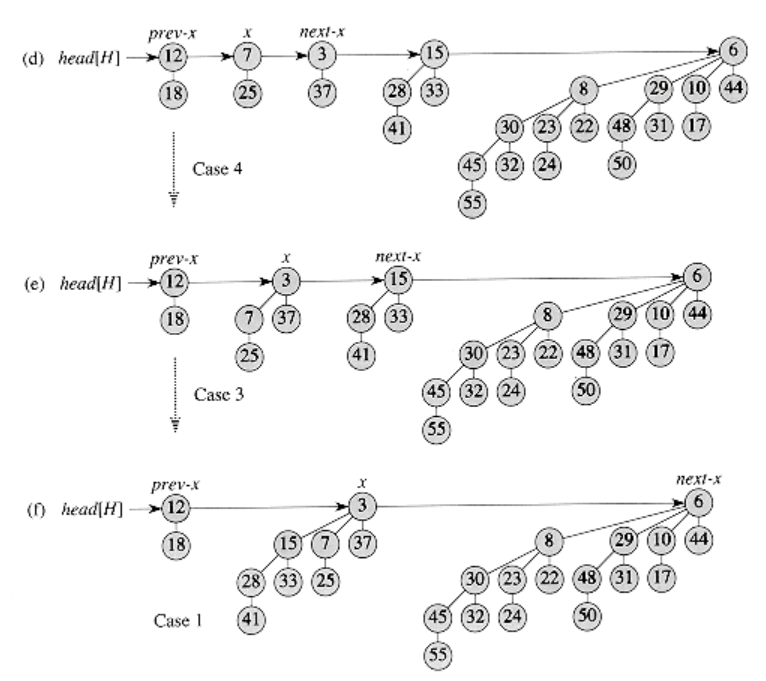 prev-x x next-x
(d) head[H] 12 7 3 15 6
18 25 37 28 33 8 29 10 44
41 30 23 22 48 31 17
Case 4 45 32 24 50
55
prev-x x next-x
(e) head[H] 12 3 15 6
18 7 37 28 33 8 29 10 44
25 41 30 23 22 48 31 17
Case 3 45 32 24 50
55
prev-x x next-x
(f) head[H] 12 3 6
18 15 7 37 8 29 10 44
28 33 25 30 23 22 48 31 17
Case 1 41 45 32 24 50
55